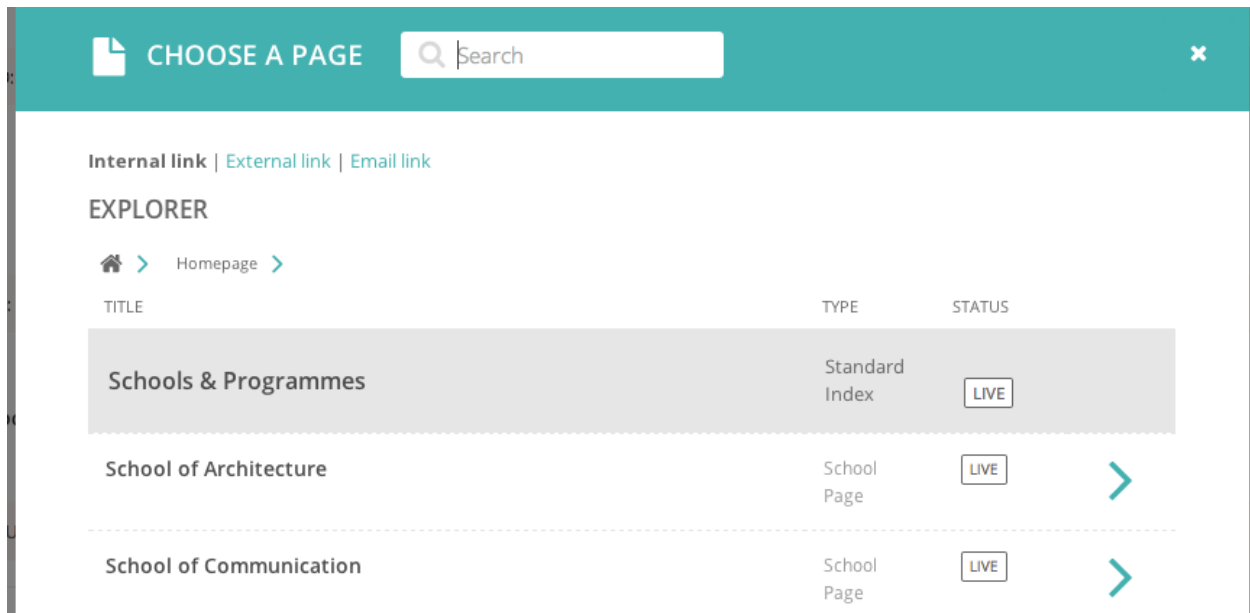 CHOOSE A PAGE Search
Internal link | External link | Email link
EXPLORER
Homepage
TITLE TYPE STATUS
Schools & Programmes Standard Index LIVE
School of Architecture School Page LIVE
School of Communication School Page LIVE